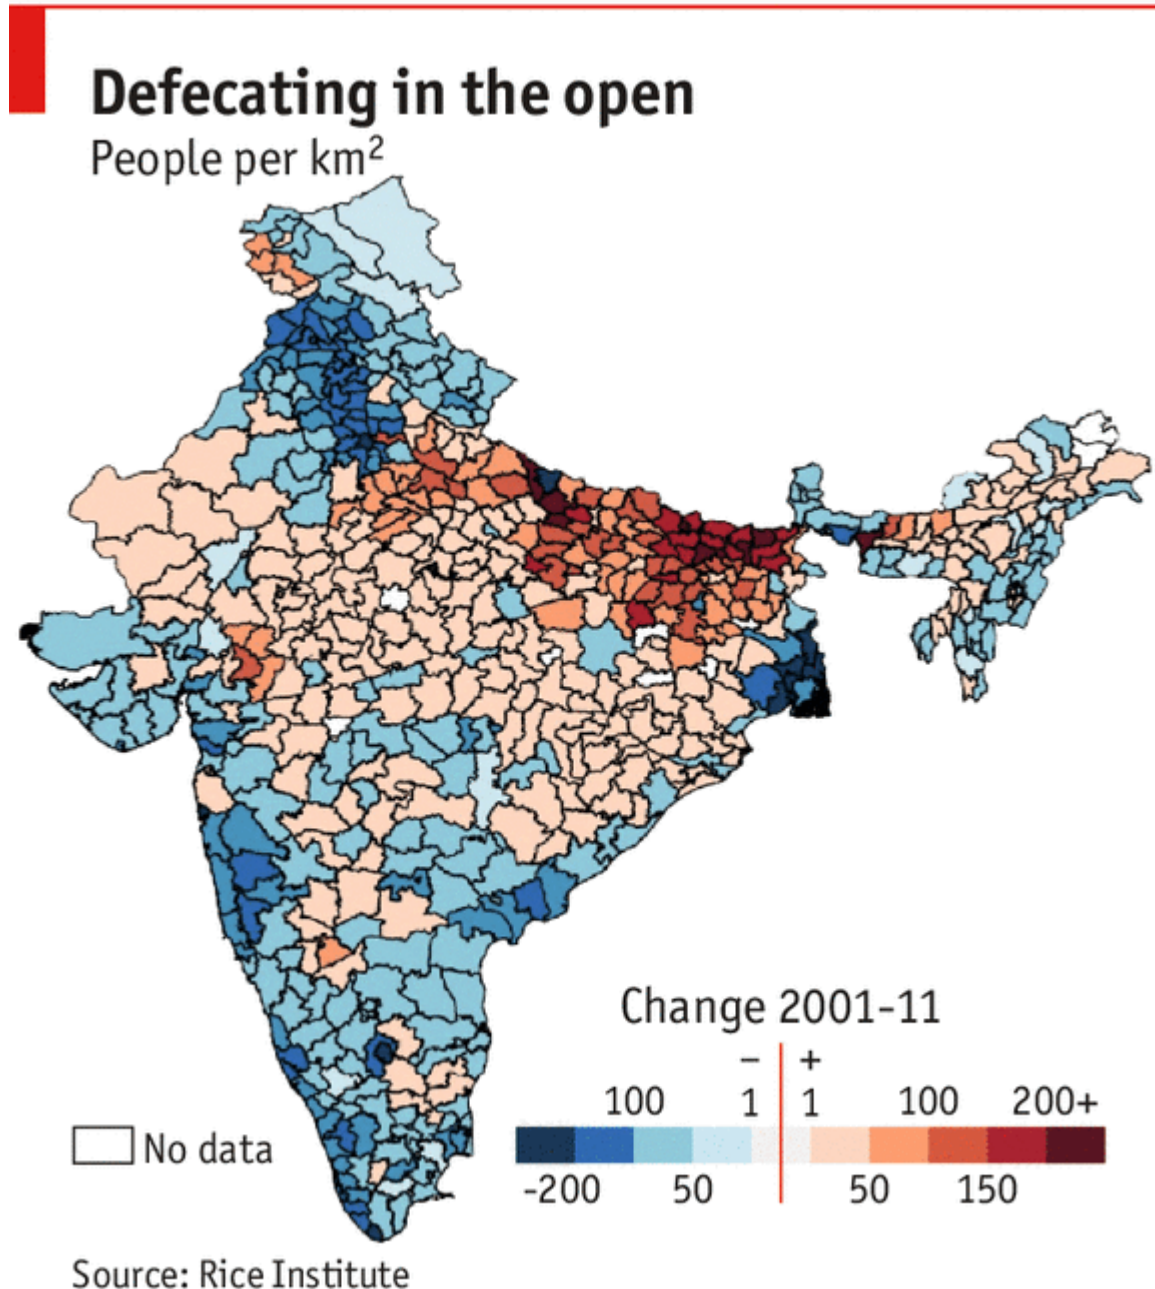 Defecating in the open
People per km²
Change 2001-11
– +
100 1 1 100 200+
-200 50 50 150
No data
Source: Rice Institute